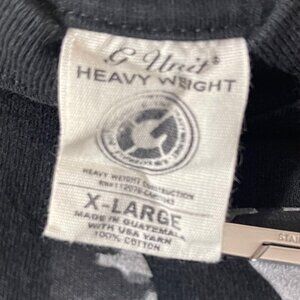 G Unit
HEAVY WEIGHT
G
HEAVY WEIGHT CONSTRUCTION
X-LARGE
MADE IN GUATEMALA
WITH USA YARN
100% COTTON